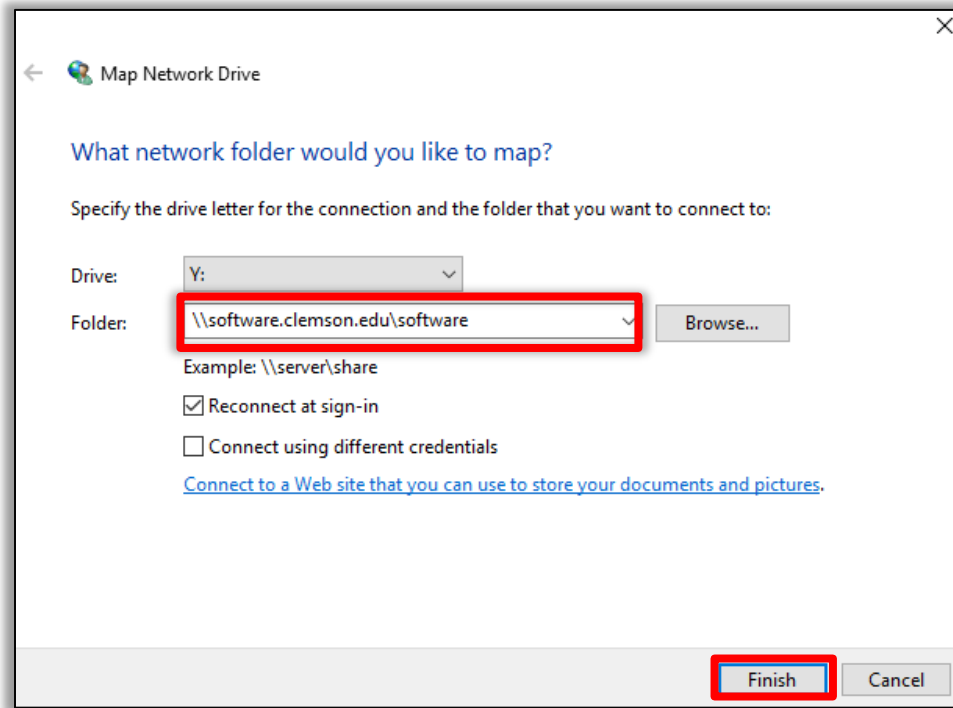 Map Network Drive
What network folder would you like to map?
Specify the drive letter for the connection and the folder that you want to connect to:
Drive: Y:
Folder: \\software.clemson.edu\software Browse...
Example: \\server\share
Reconnect at sign-in
Connect using different credentials
Connect to a Web site that you can use to store your documents and pictures.
Finish Cancel